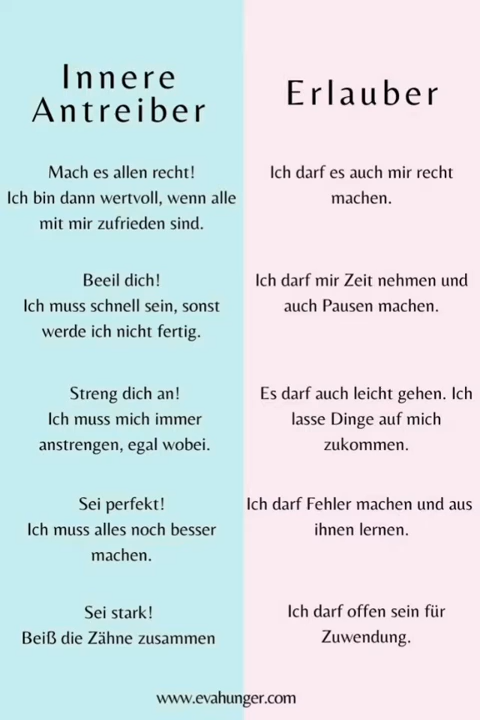 Innere
Antreiber
Mach es allen recht!
Ich bin dann wertvoll, wenn alle
mit mir zufrieden sind.
Beeil dich!
Ich muss schnell sein, sonst
werde ich nicht fertig.
Streng dich an!
Ich muss mich immer
anstrengen, egal wobei.
Sei perfekt!
Ich muss alles noch besser
machen.
Sei stark!
Beiß die Zähne zusammen
Erlauber
Ich darf es auch mir recht
machen.
Ich darf mir Zeit nehmen und
auch Pausen machen.
Es darf auch leicht gehen. Ich
lasse Dinge auf mich
zukommen.
Ich darf Fehler machen und aus
ihnen lernen.
Ich darf offen sein für
Zuwendung.
www.evahunger.com